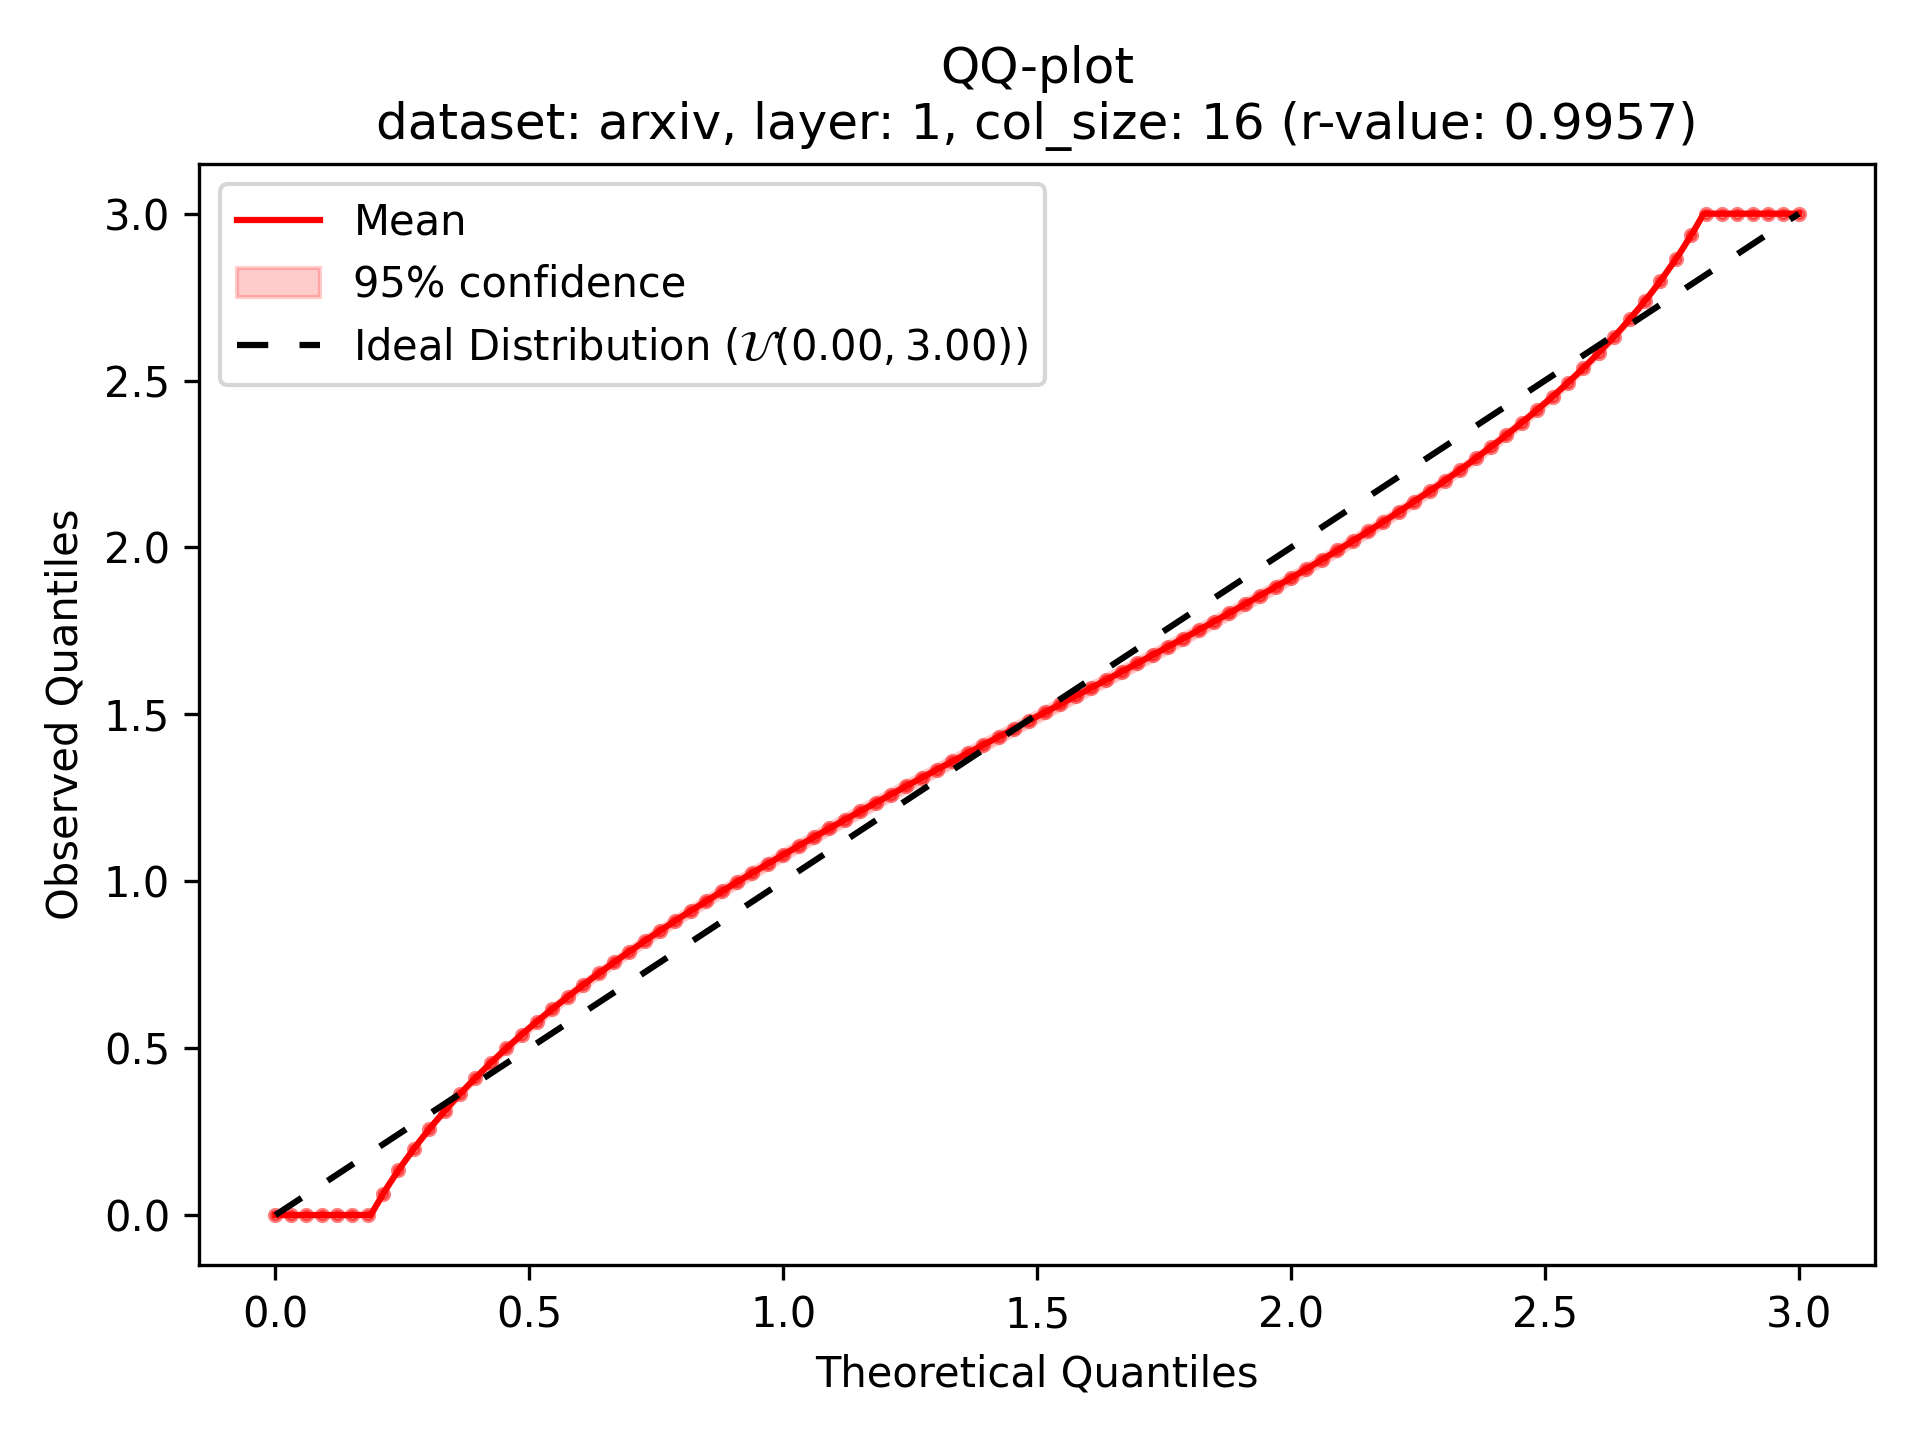 QQ-plot
dataset: arxiv, layer: 1, col_size: 16 (r-value: 0.9957)
Mean
95% confidence
Ideal Distribution (𝒰(0.00, 3.00))
Observed Quantiles
3.0
2.5
2.0
1.5
1.0
0.5
0.0
0.0 0.5 1.0 1.5 2.0 2.5 3.0
Theoretical Quantiles